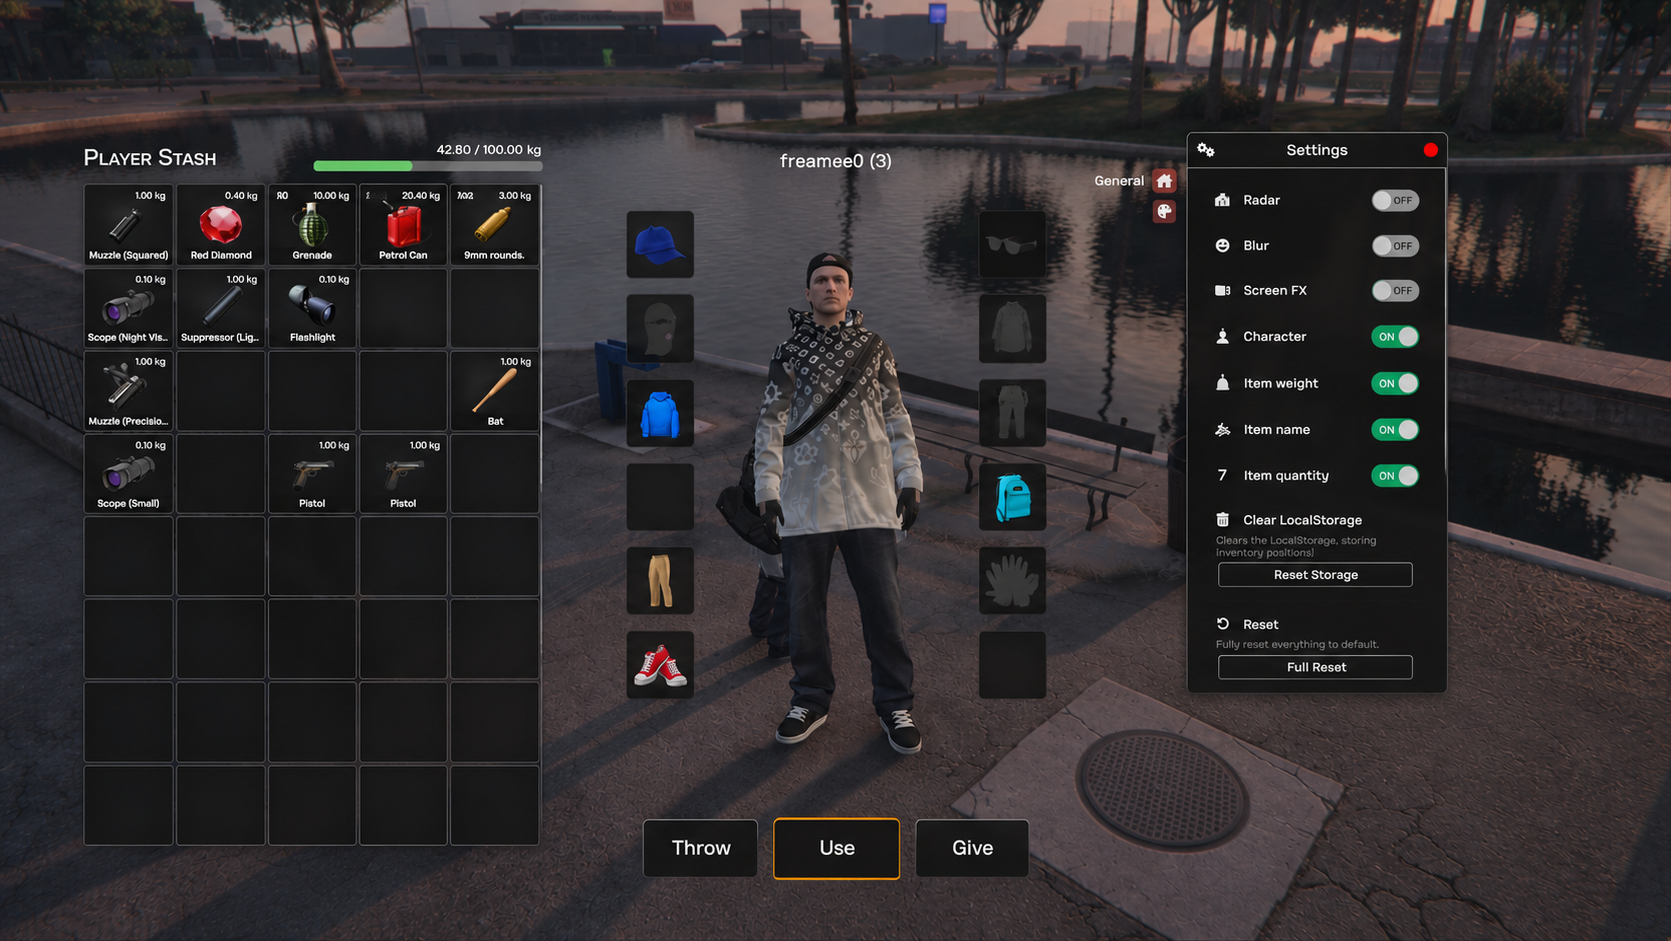 Player Stash
42.80 / 100.00 kg
1.00 kg
Muzzle (Squared)
0.40 kg
Red Diamond
10.00 kg
Grenade
20.40 kg
Petrol Can
3.00 kg
9mm rounds.
0.10 kg
Scope (Night Vis...
1.00 kg
Suppressor (Lig...
0.10 kg
Flashlight
1.00 kg
Muzzle (Precisio...
1.00 kg
Bat
0.10 kg
Scope (Small)
1.00 kg
Pistol
1.00 kg
Pistol
freamee0 (3)
General
Throw
Use
Give
Settings
Radar
OFF
Blur
OFF
Screen FX
OFF
Character
ON
Item weight
ON
Item name
ON
7
Item quantity
ON
Clear LocalStorage
Clears the LocalStorage, storing
inventory positions!
Reset Storage
Reset
Fully reset everything to default.
Full Reset